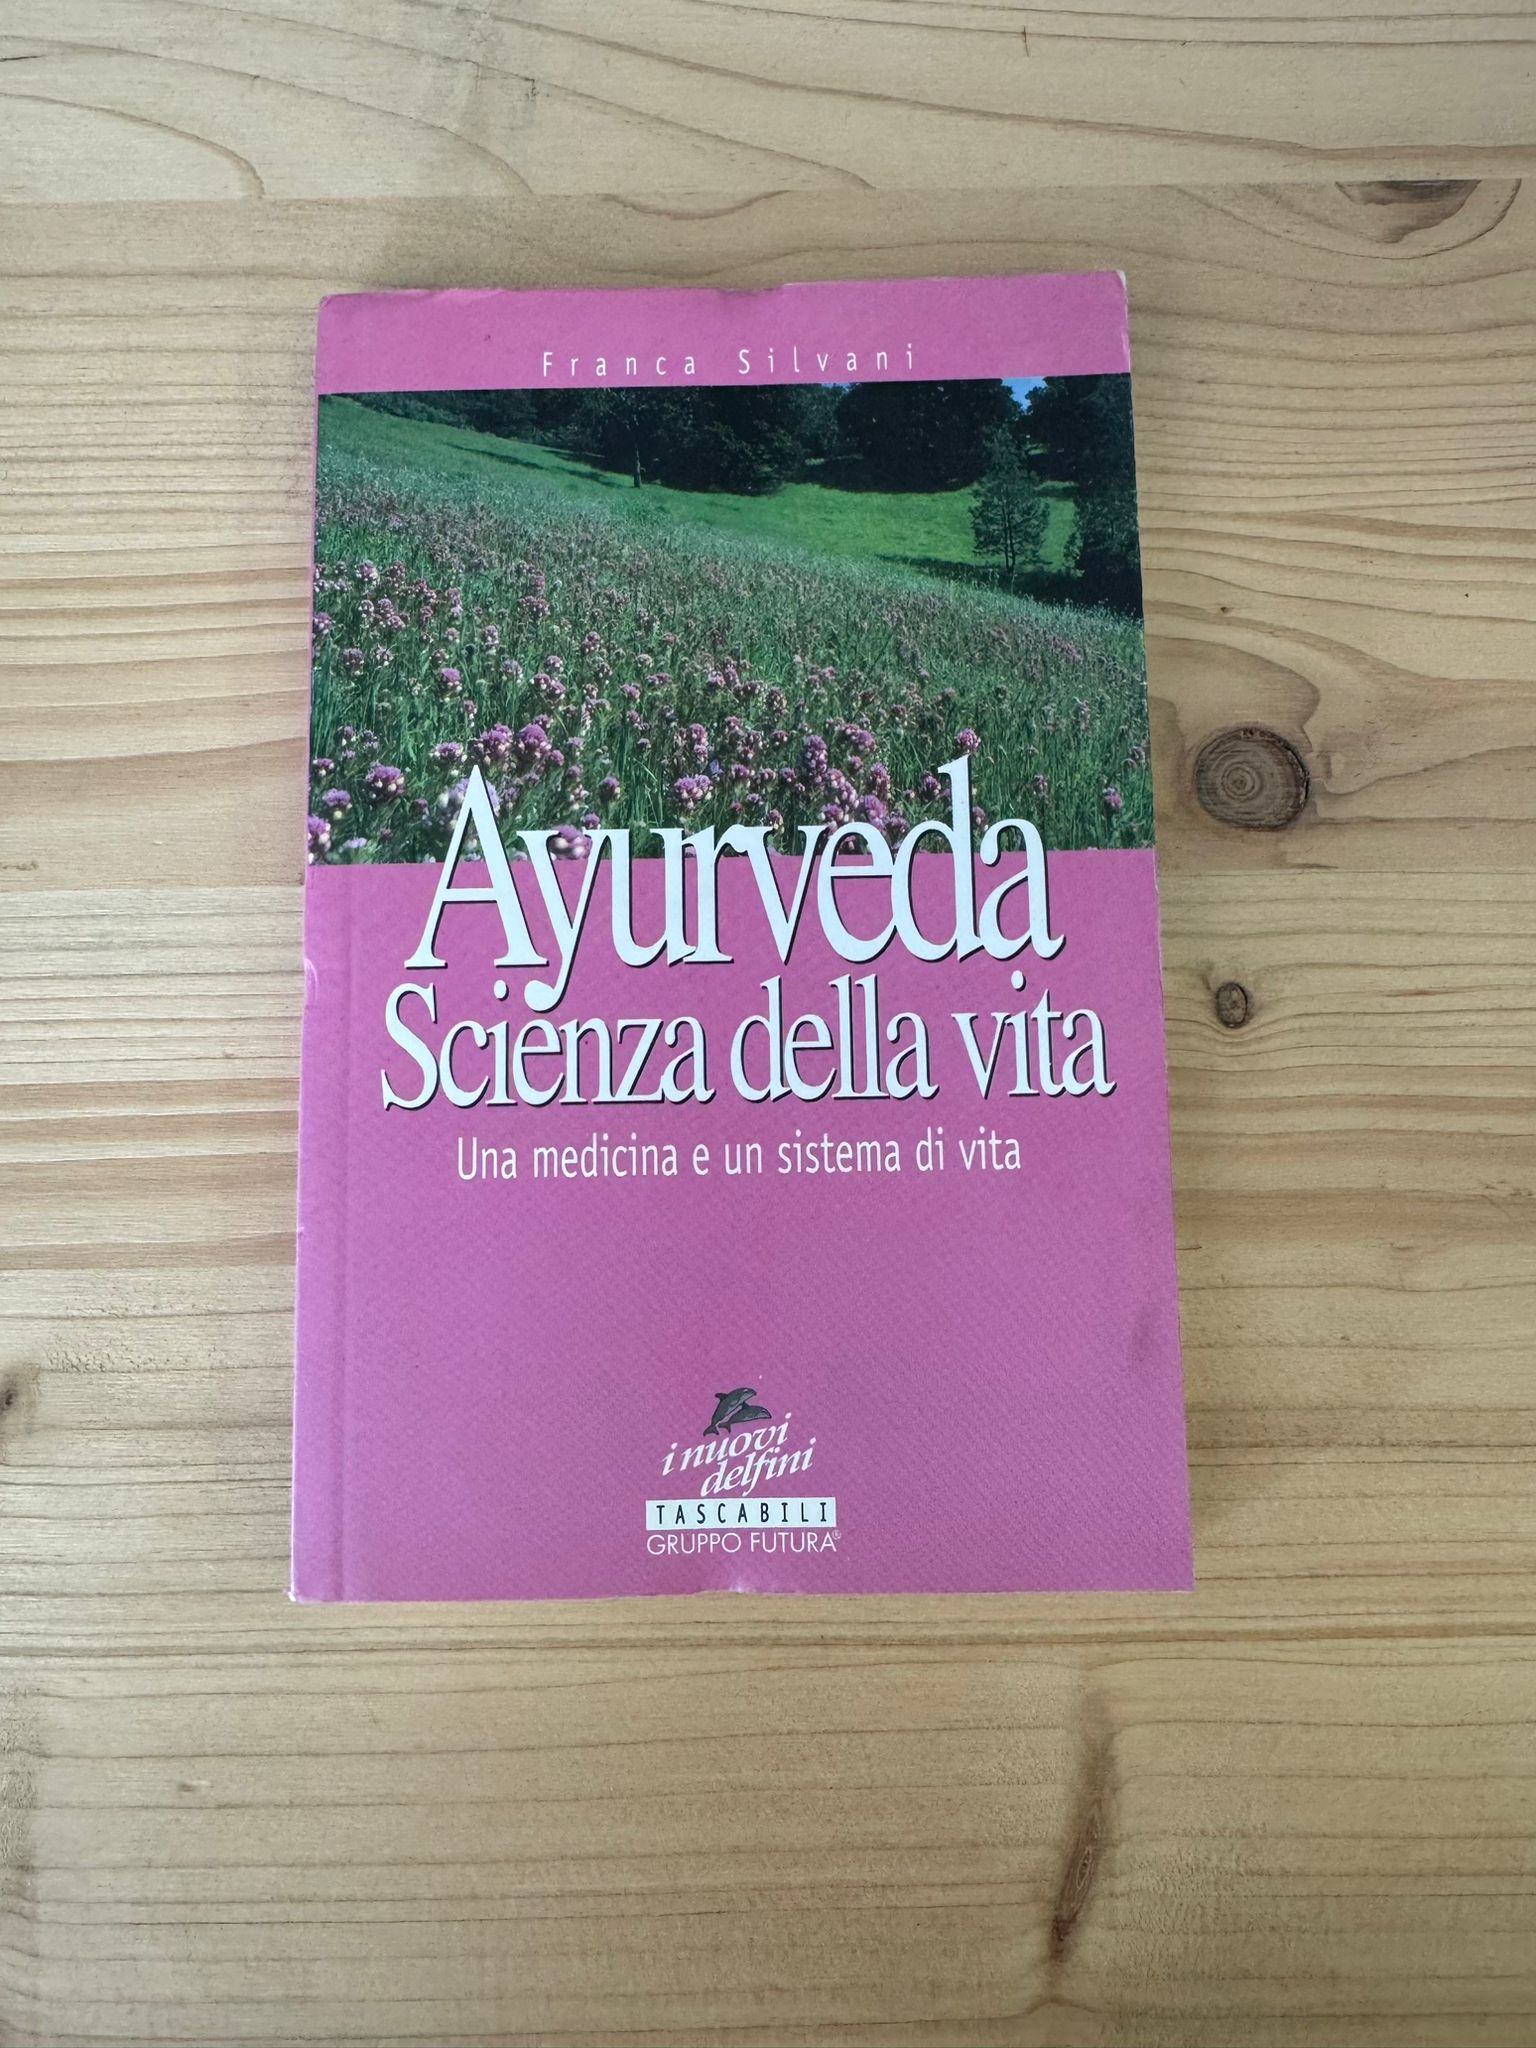 Franca Silvani
Ayurveda
Scienza della vita
Una medicina e un sistema di vita
i nuovi
delfini
TASCABILI
GRUPPO FUTURA®